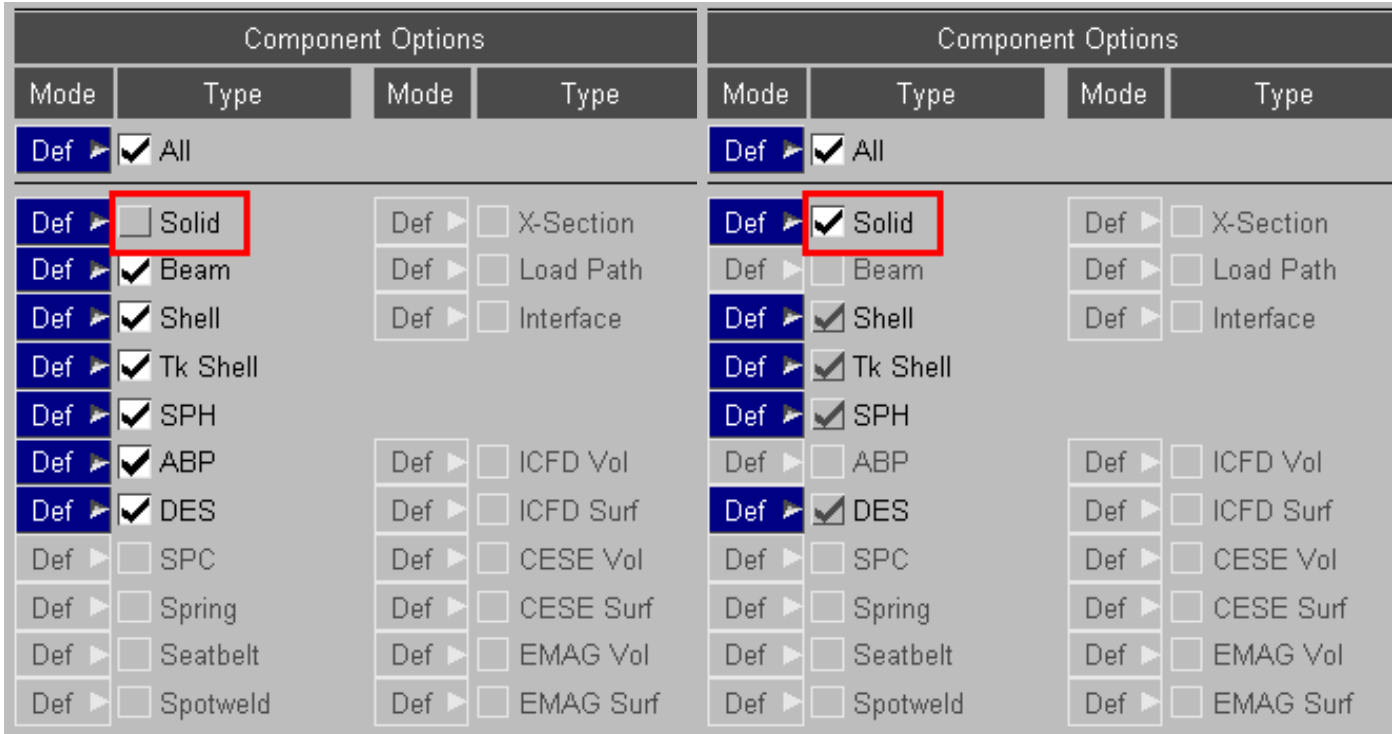 Component Options Component Options
Mode Type Mode Type Mode Type Mode Type
Def All Def All
Def Solid Def X-Section Def Solid Def X-Section
Def Beam Def Load Path Def Beam Def Load Path
Def Shell Def Interface Def Shell Def Interface
Def Tk Shell Def Tk Shell
Def SPH Def SPH
Def ABP Def ICFD Vol Def ABP Def ICFD Vol
Def DES Def ICFD Surf Def DES Def ICFD Surf
Def SPC Def CESE Vol Def SPC Def CESE Vol
Def Spring Def CESE Surf Def Spring Def CESE Surf
Def Seatbelt Def EMAG Vol Def Seatbelt Def EMAG Vol
Def Spotweld Def EMAG Surf Def Spotweld Def EMAG Surf